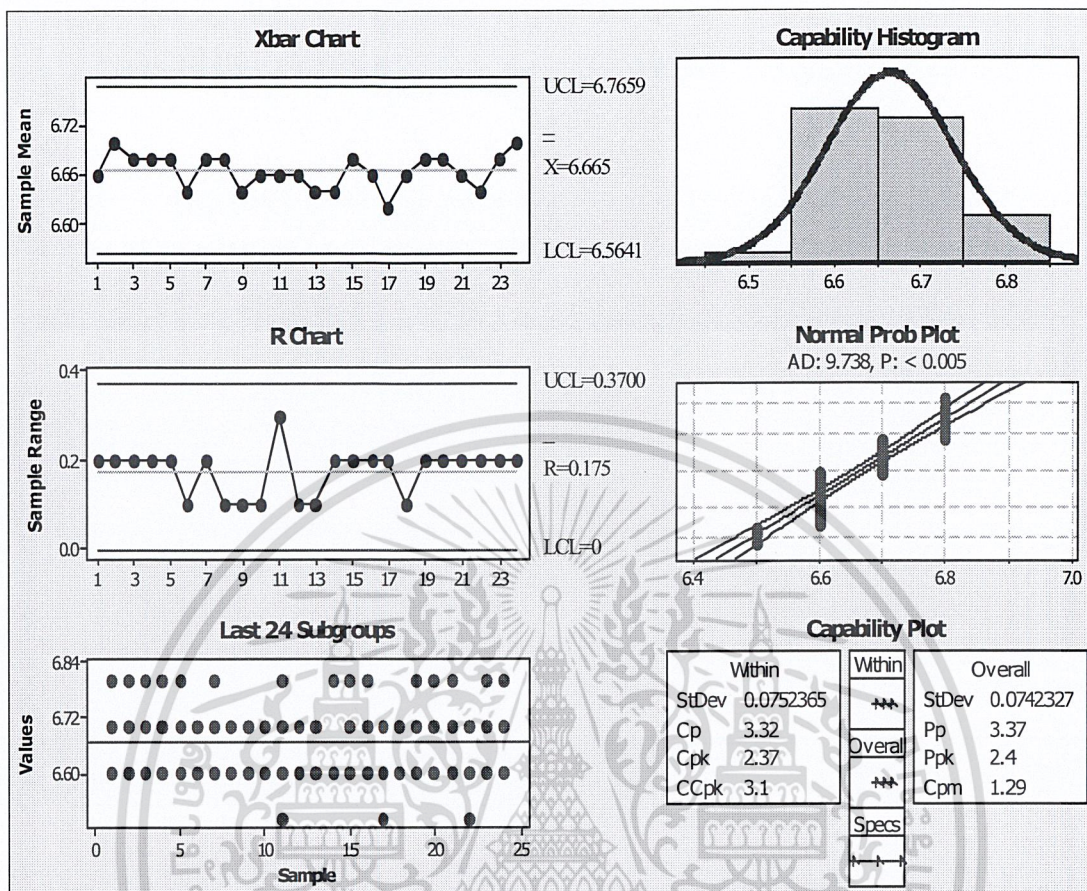 Xbar Chart
Sample Mean
6.72
6.66
6.60
1 3 5 7 9 11 13 15 17 19 21 23
UCL=6.7659
X=6.665
LCL=6.5641
Capability Histogram
6.5 6.6 6.7 6.8
R Chart
Sample Range
0.4
0.2
0.0
1 3 5 7 9 11 13 15 17 19 21 23
UCL=0.3700
R=0.175
LCL=0
Normal Prob Plot
AD: 9.738, P: < 0.005
6.4 6.6 6.8 7.0
Last 24 Subgroups
Values
6.84
6.72
6.60
0 5 10 15 20 25
Sample
Capability Plot
Within
StDev 0.0752365
Cp 3.32
Cpk 2.37
CCpk 3.1
Within
Overall
Specs
Overall
StDev 0.0742327
Pp 3.37
Ppk 2.4
Cpm 1.29